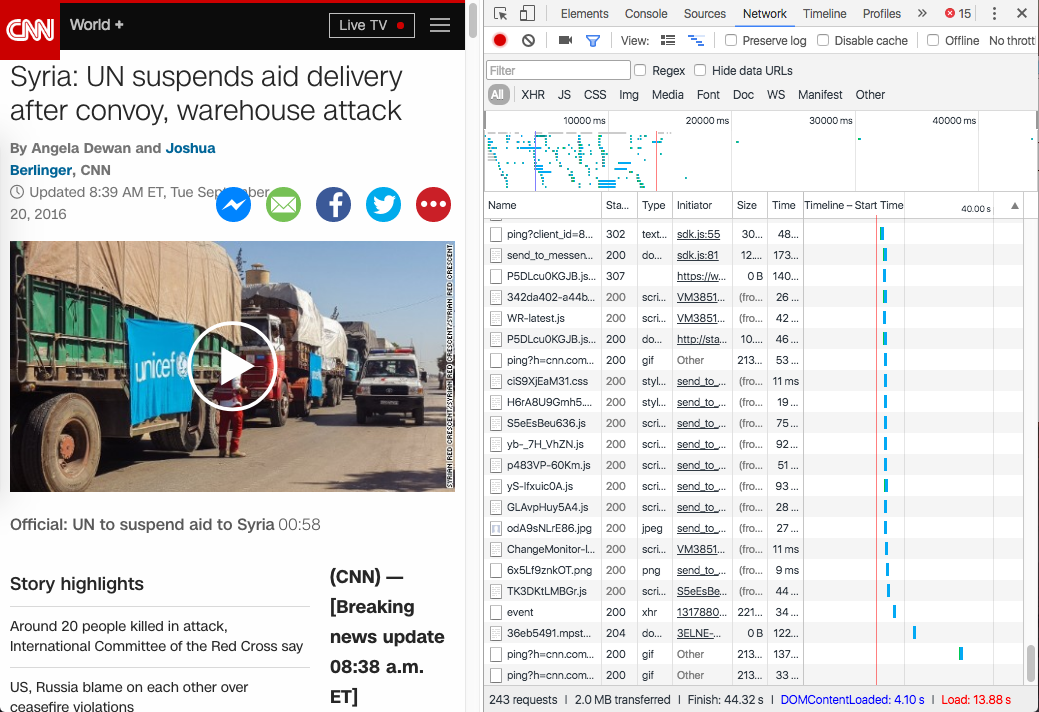 CNN
World +
Live TV
Syria: UN suspends aid delivery
after convoy, warehouse attack
By Angela Dewan and Joshua
Berlinger, CNN
Updated 8:39 AM ET, Tue September
20, 2016
unicef
SYRIAN RED CRESCENT/SYRIAN RED CRESCENT/SYRIAN RED CRESCENT
Official: UN to suspend aid to Syria 00:58
Story highlights
Around 20 people killed in attack,
International Committee of the Red Cross say
US, Russia blame on each other over
ceasefire violations
(CNN) —
[Breaking
news update
08:38 a.m.
ET]
Elements Console Sources Network Timeline Profiles » 15
View: Preserve log Disable cache Offline No thrott
Filter Regex Hide data URLs
All XHR JS CSS Img Media Font Doc WS Manifest Other
10000 ms 20000 ms 30000 ms 40000 ms
Name Sta... Type Initiator Size Time Timeline – Start Time 40.00 s
ping?client_id=8... 302 text... sdk.js:55 30... 48...
send_to_messen... 200 do... sdk.js:81 12.... 173...
P5DLcu0KGJB.js... 307 https://w... 0 B 140...
342da402-a44b... 200 scri... VM3851... (fro... 26 ...
WR-latest.js 200 scri... VM3851... (fro... 42 ...
P5DLcu0KGJB.js... 200 do... http://sta... 10.... 46 ...
ping?h=cnn.com... 200 gif Other 213... 53 ...
ciS9XjEaM31.css 200 styl... send_to_... (fro... 11 ms
H6rA8U9Gmh5.... 200 styl... send_to_... (fro... 19 ...
S5eEsBeu636.js 200 scri... send_to_... (fro... 75 ...
yb-_7H_VhZN.js 200 scri... send_to_... (fro... 92 ...
p483VP-60Km.js 200 scri... send_to_... (fro... 51 ...
yS-lfxuic0A.js 200 scri... send_to_... (fro... 93 ...
GLAvpHuy5A4.js 200 scri... send_to_... (fro... 28 ...
odA9sNLrE86.jpg 200 jpeg send_to_... (fro... 27 ...
ChangeMonitor-l... 200 scri... VM3851... (fro... 11 ms
6x5Lf9znkOT.png 200 png send_to_... (fro... 9 ms
TK3DKtLMBGr.js 200 scri... S5eEsBe... (fro... 44 ...
event 200 xhr 1317880... 221... 34 ...
36eb5491.mpst... 204 do... 3ELNE-... 0 B 122...
ping?h=cnn.com... 200 gif Other 213... 137...
ping?h=cnn.com... 200 gif Other 213... 33 ...
243 requests | 2.0 MB transferred | Finish: 44.32 s | DOMContentLoaded: 4.10 s | Load: 13.88 s